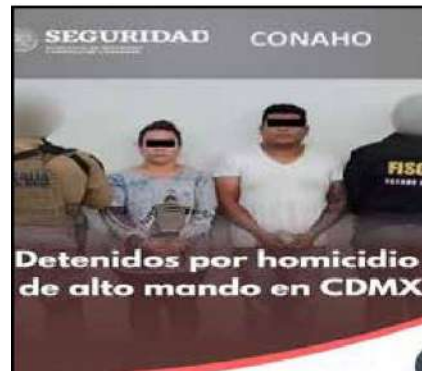 SEGURIDAD
CONAHO
FISC
Detenidos por homicidio
de alto mando en CDMX